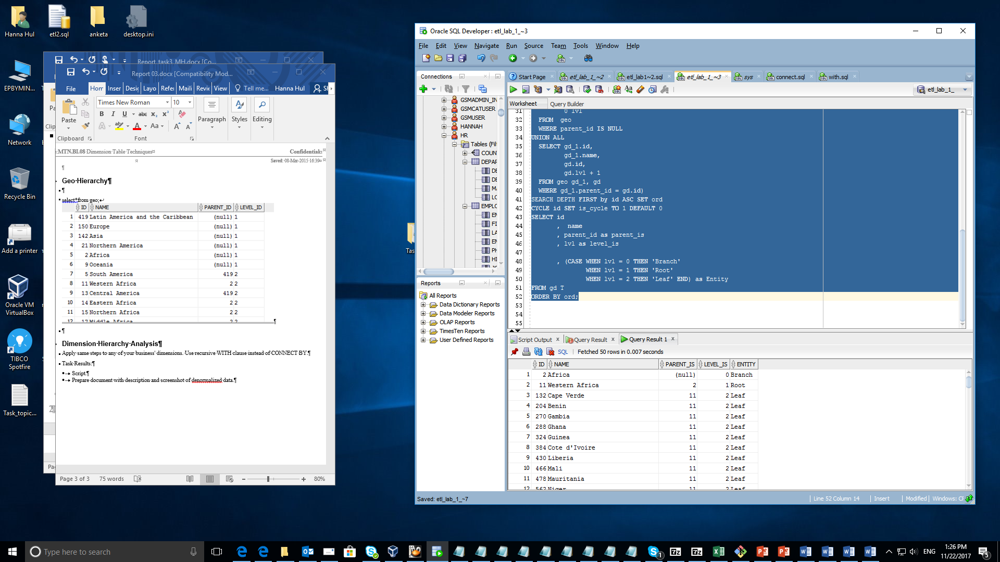 Hanna Hul
etl2.sql
anketa
desktop.ini
EPBYMIN...
Network
Recycle Bin
Add a printer
Oracle VM
VirtualBox
TIBCO
Spotfire
Task_topic...
Report_task3_MH.docx [Co...
Report 03.docx [Compatibility Mod...
File
Hom
Inser
Desig
Layo
Refer
Maili
Revie
View
Tell me...
Hanna Hul
Sh
Times New Roman
10
Paste
Clipboard
Font
Paragraph
Styles
Editing
MTN.BI.08 Dimension Table Techniques
Confidential
Saved: 08-Mar-2015 16:39
Geo Hierarchy¶
select*from geo;
ID NAME PARENT_ID LEVEL_ID
1 419 Latin America and the Caribbean (null) 1
2 150 Europe (null) 1
3 142 Asia (null) 1
4 21 Northern America (null) 1
5 2 Africa (null) 1
6 9 Oceania (null) 1
7 5 South America 419 2
8 11 Western Africa 2 2
9 13 Central America 419 2
10 14 Eastern Africa 2 2
11 15 Northern Africa 2 2
12 17 Middle Africa 2 2
Dimension Hierarchy Analysis¶
Apply same steps to any of your business' dimensions. Use recursive WITH clause instead of CONNECT BY.¶
Task Results:¶
Script.¶
Prepare document with description and screenshot of denormalized data.¶
Page 3 of 3
75 words
80%
Oracle SQL Developer : etl_lab_1_~3
File Edit View Navigate Run Source Team Tools Window Help
Connections
GSMADMIN_IN
GSMCATUSER
GSMUSER
HANNAH
HR
Tables (Fil
COUN
DEPAR
DE
DE
MA
LO
EMPLO
EM
FI
LA
EM
PH
HI
Reports
All Reports
Data Dictionary Reports
Data Modeler Reports
OLAP Reports
TimesTen Reports
User Defined Reports
Start Page
etl_lab_1_~2
etl_lab1~2.sql
etl_lab_1_~3
sys
connect.sql
with.sql
etl_lab_1_
Worksheet
Query Builder
31 0 lvl
32 FROM geo
33 WHERE parent_id IS NULL
34 UNION ALL
35 SELECT gd_1.id,
36 gd_1.name,
37 gd.id,
38 gd.lvl + 1
39 FROM geo gd_1, gd
40 WHERE gd_1.parent_id = gd.id)
41 SEARCH DEPTH FIRST by id ASC SET ord
42 CYCLE id SET is_cycle TO 1 DEFAULT 0
43 SELECT id
44 , name
45 , parent_id as parent_is
46 , lvl as level_is
47
48 , (CASE WHEN lvl = 0 THEN 'Branch'
49 WHEN lvl = 1 THEN 'Root'
50 WHEN lvl = 2 THEN 'Leaf' END) as Entity
51 FROM gd T
52 ORDER BY ord;
53
54
55
Script Output
Query Result
Query Result 1
SQL
Fetched 50 rows in 0.007 seconds
ID NAME PARENT_IS LEVEL_IS ENTITY
1 2 Africa (null) 0 Branch
2 11 Western Africa 2 1 Root
3 132 Cape Verde 11 2 Leaf
4 204 Benin 11 2 Leaf
5 270 Gambia 11 2 Leaf
6 288 Ghana 11 2 Leaf
7 324 Guinea 11 2 Leaf
8 384 Cote d'Ivoire 11 2 Leaf
9 430 Liberia 11 2 Leaf
10 466 Mali 11 2 Leaf
11 478 Mauritania 11 2 Leaf
12 562 Niger 11 2 Leaf
Saved: etl_lab_1_~7
Line 52 Column 14
Insert
Modified
Windows: CR
Type here to search
ENG
1:26 PM
11/22/2017